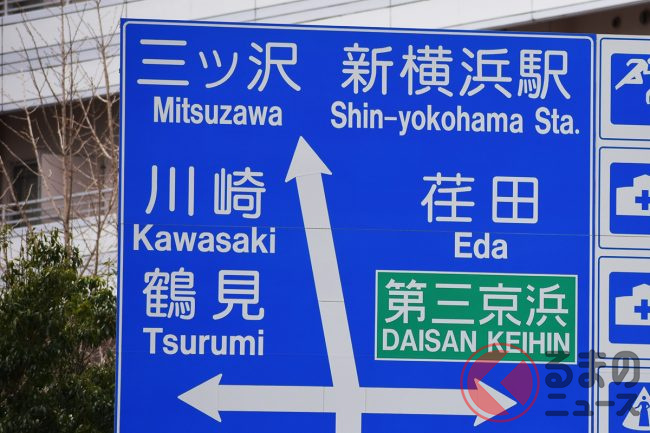 三ツ沢
Mitsuzawa
新横浜駅
Shin-yokohama Sta.
川崎
Kawasaki
荏田
Eda
鶴見
Tsurumi
第三京浜
DAISAN KEIHIN
くるまの
ニュース